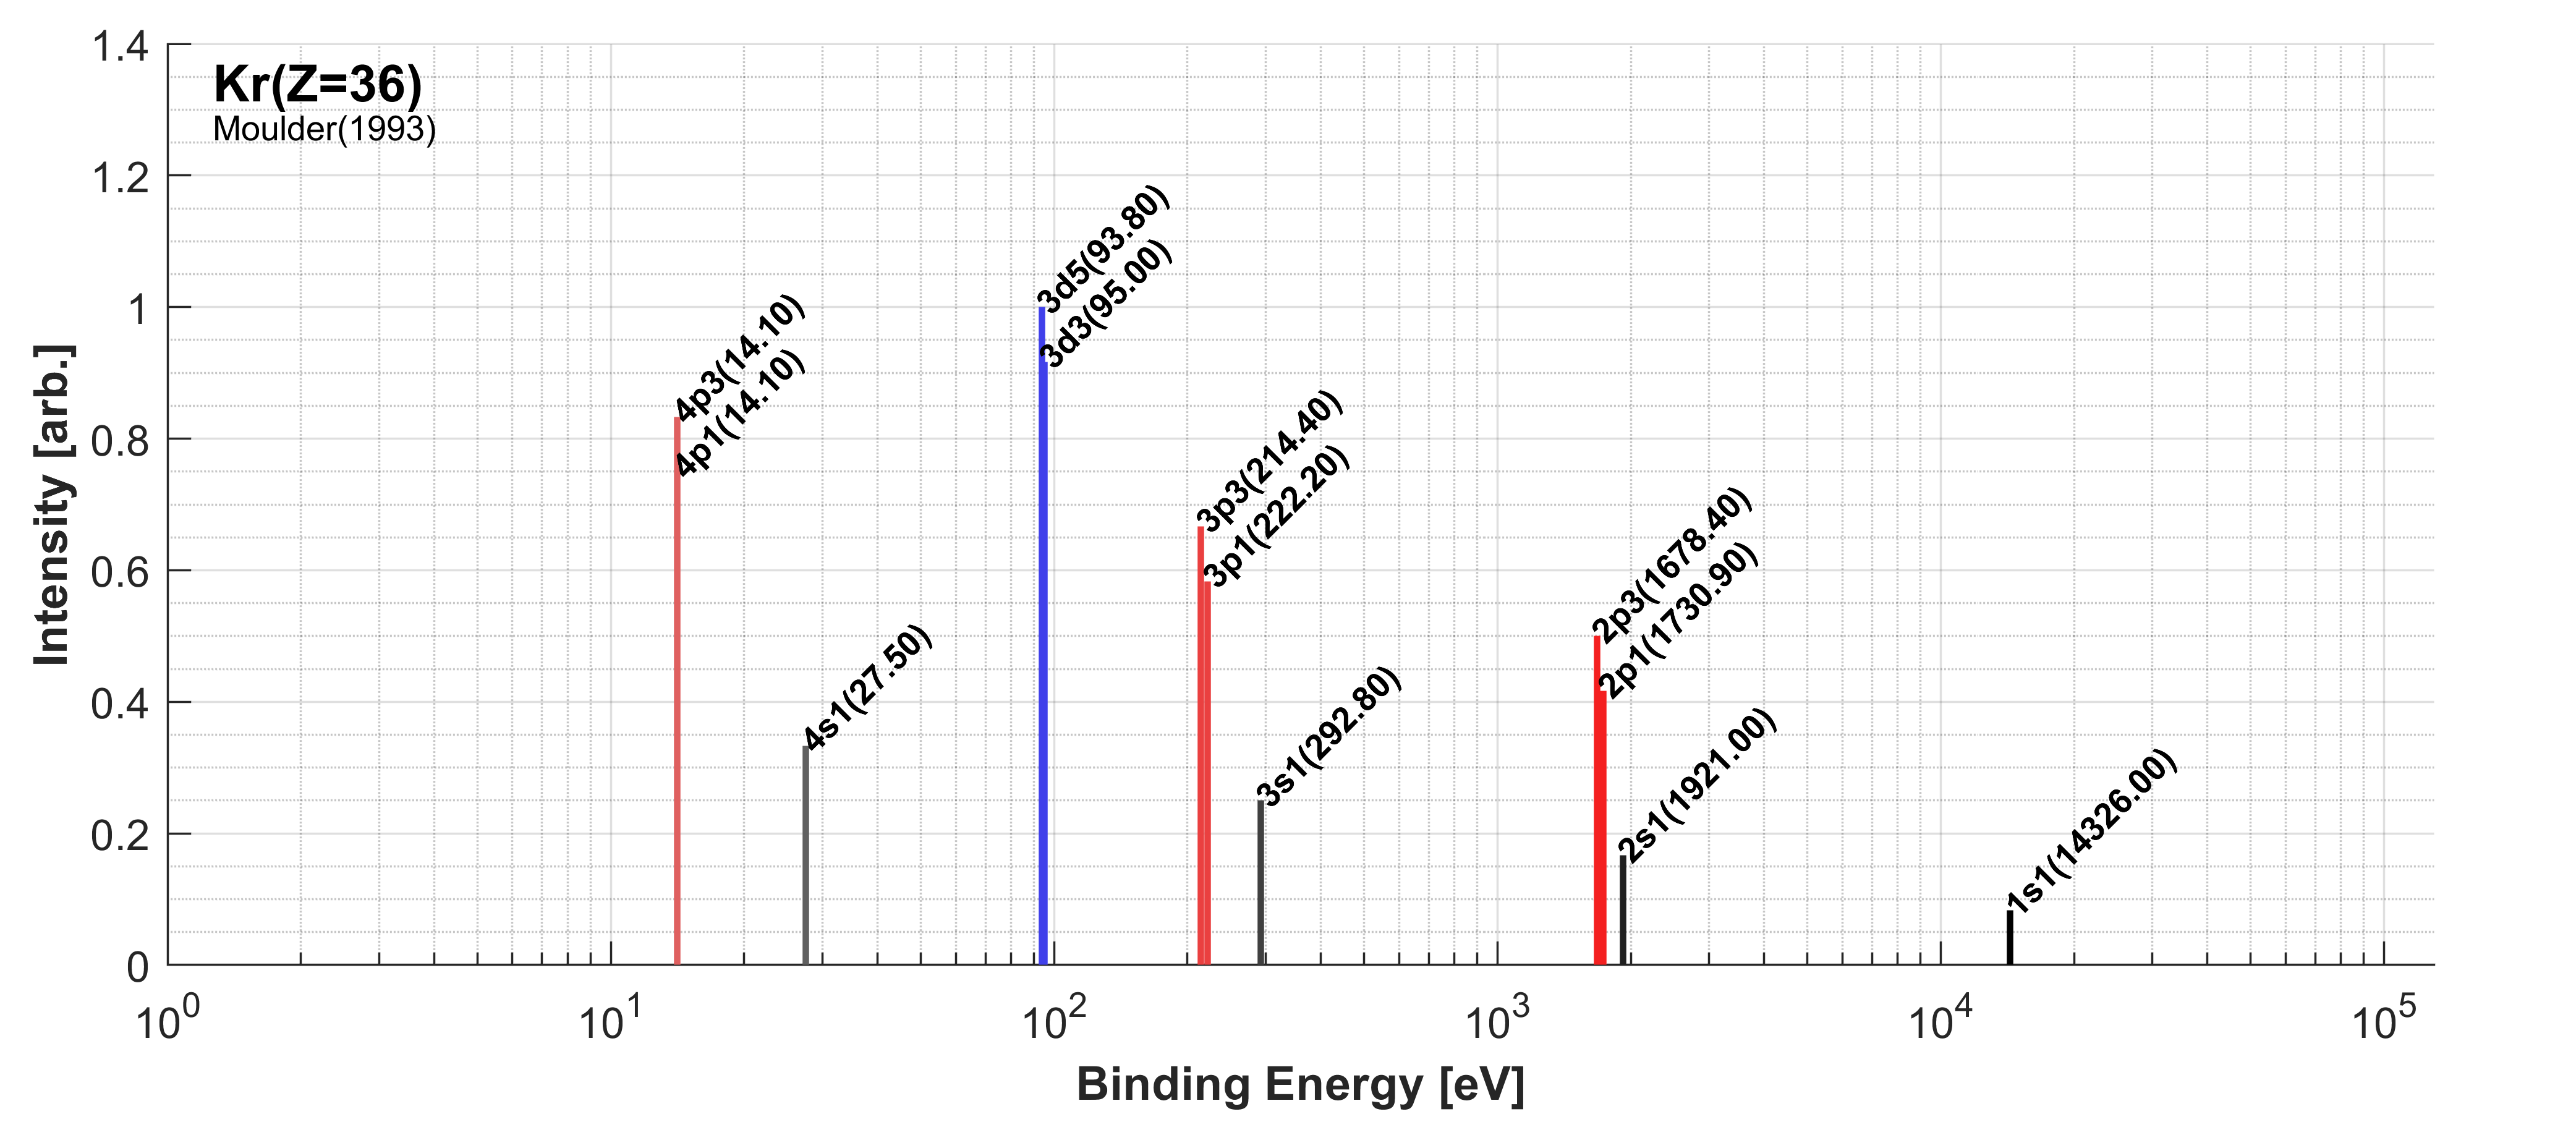 Kr(Z=36)
Moulder(1993)
Intensity [arb.]
1.4
1.2
1
0.8
0.6
0.4
0.2
0
3d5(93.80)
3d3(95.00)
4p3(14.10)
4p1(14.10)
3p3(214.40)
3p1(222.20)
2p3(1678.40)
2p1(1730.90)
4s1(27.50)
3s1(292.80)
2s1(1921.00)
1s1(14326.00)
10^0 10^1 10^2 10^3 10^4 10^5
Binding Energy [eV]